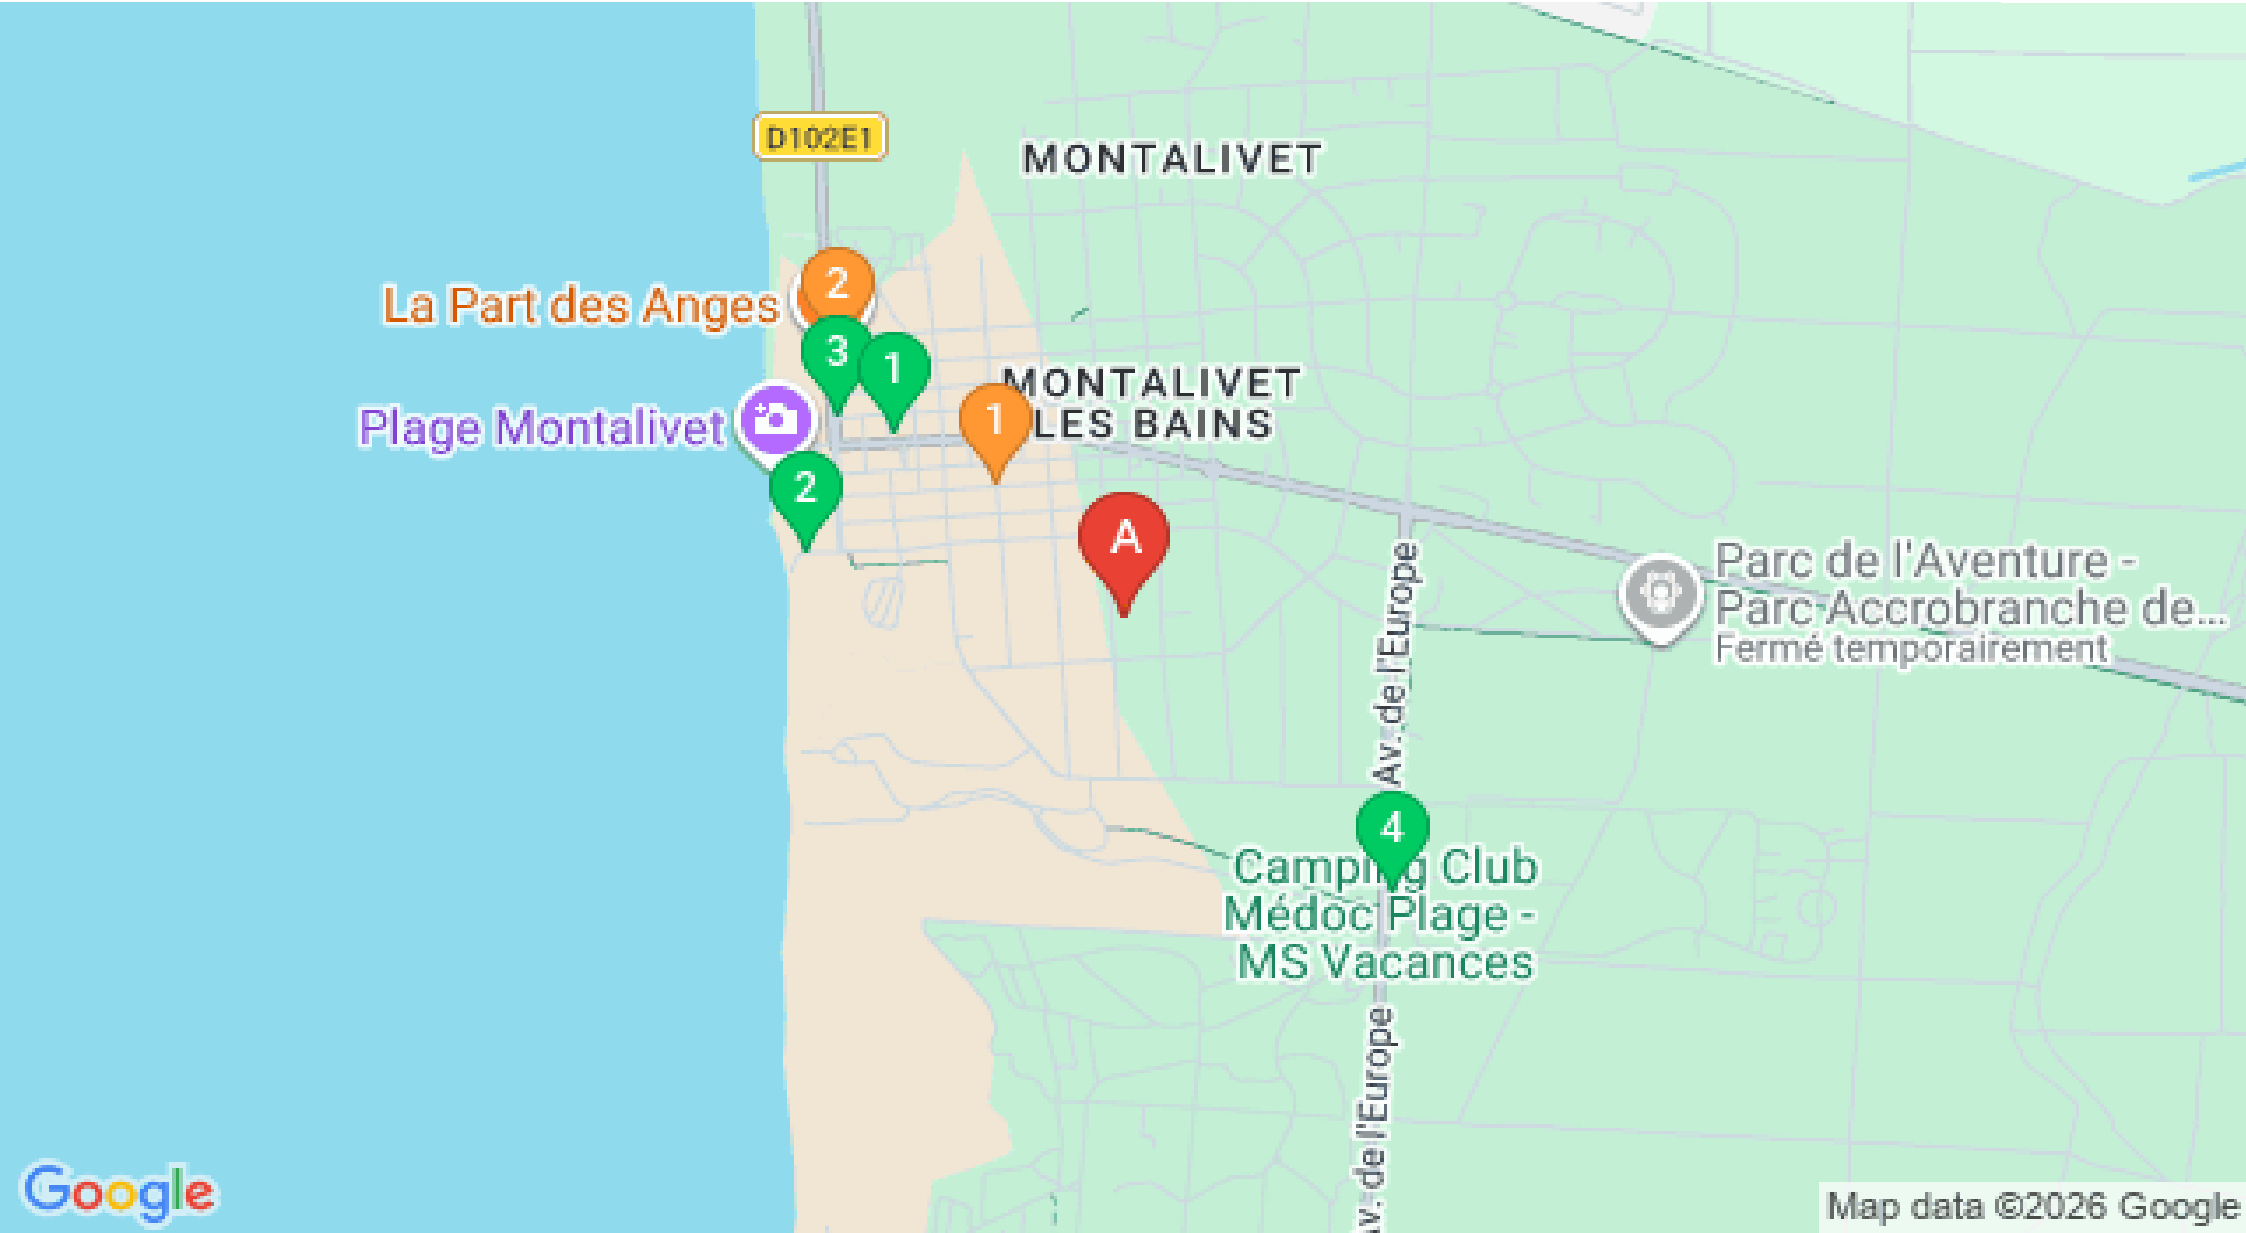 D102E1
MONTALIVET
2
La Part des Anges
3
1
MONTALIVET
LES BAINS
1
Plage Montalivet
2
A
Av. de l'Europe
Parc de l'Aventure -
Parc Accrobranche de...
Fermé temporairement
4
Camping Club
Médoc Plage -
MS Vacances
Av. de l'Europe
Google
Map data ©2026 Google